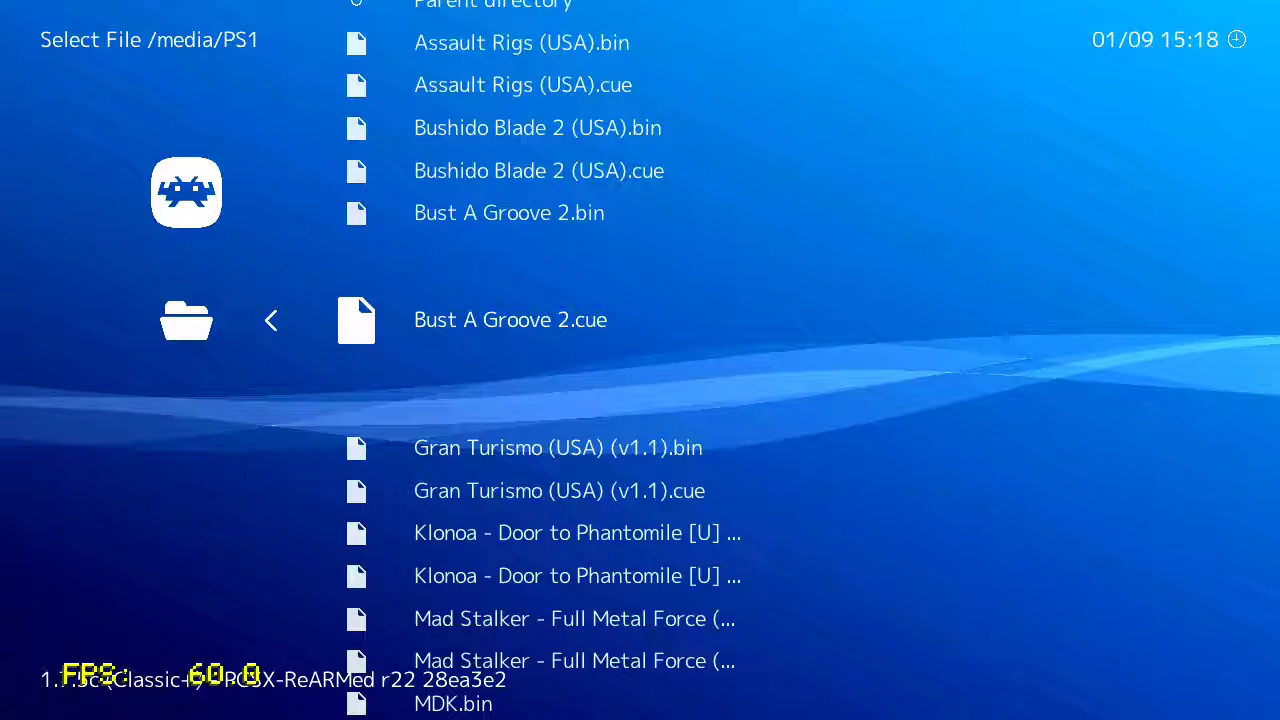 Parent directory
Select File /media/PS1
01/09 15:18
Assault Rigs (USA).bin
Assault Rigs (USA).cue
Bushido Blade 2 (USA).bin
Bushido Blade 2 (USA).cue
Bust A Groove 2.bin
Bust A Groove 2.cue
Gran Turismo (USA) (v1.1).bin
Gran Turismo (USA) (v1.1).cue
Klonoa - Door to Phantomile [U] ...
Klonoa - Door to Phantomile [U] ...
Mad Stalker - Full Metal Force (...
Mad Stalker - Full Metal Force (...
FPS: 60.0
(Classic+) PCSX-ReARMed r22 28ea3e2
MDK.bin